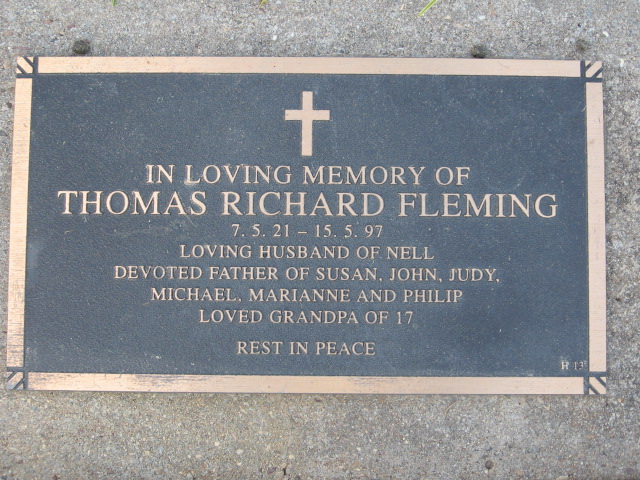 IN LOVING MEMORY OF
THOMAS RICHARD FLEMING
7. 5. 21 – 15. 5. 97
LOVING HUSBAND OF NELL
DEVOTED FATHER OF SUSAN, JOHN, JUDY,
MICHAEL, MARIANNE AND PHILIP
LOVED GRANDPA OF 17
REST IN PEACE
H 13